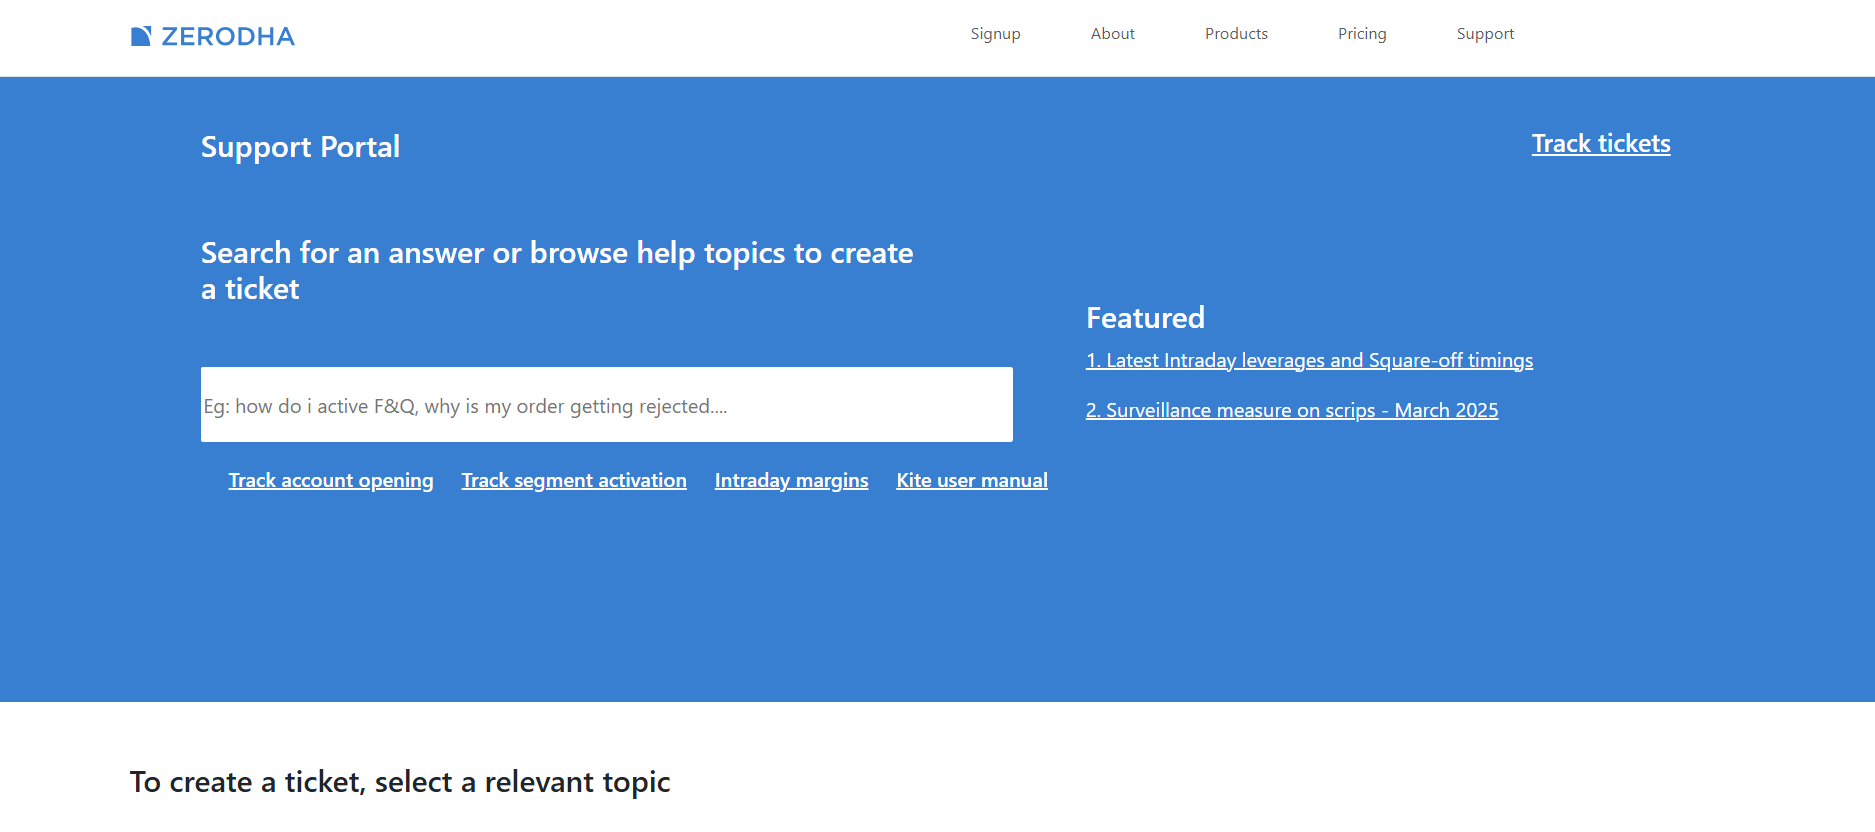 ZERODHA
Signup About Products Pricing Support
Support Portal
Track tickets
Search for an answer or browse help topics to create
a ticket
Eg: how do i active F&Q, why is my order getting rejected....
Track account opening Track segment activation Intraday margins Kite user manual
Featured
1. Latest Intraday leverages and Square-off timings
2. Surveillance measure on scrips - March 2025
To create a ticket, select a relevant topic